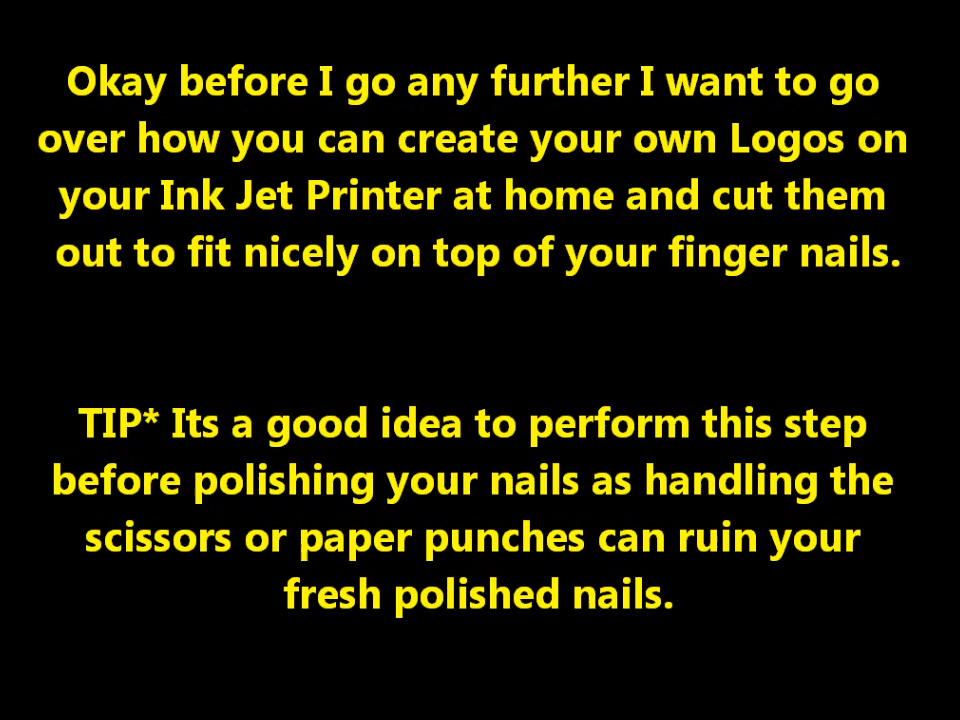 Okay before I go any further I want to go
over how you can create your own Logos on
your Ink Jet Printer at home and cut them
out to fit nicely on top of your finger nails.
TIP* Its a good idea to perform this step
before polishing your nails as handling the
scissors or paper punches can ruin your
fresh polished nails.